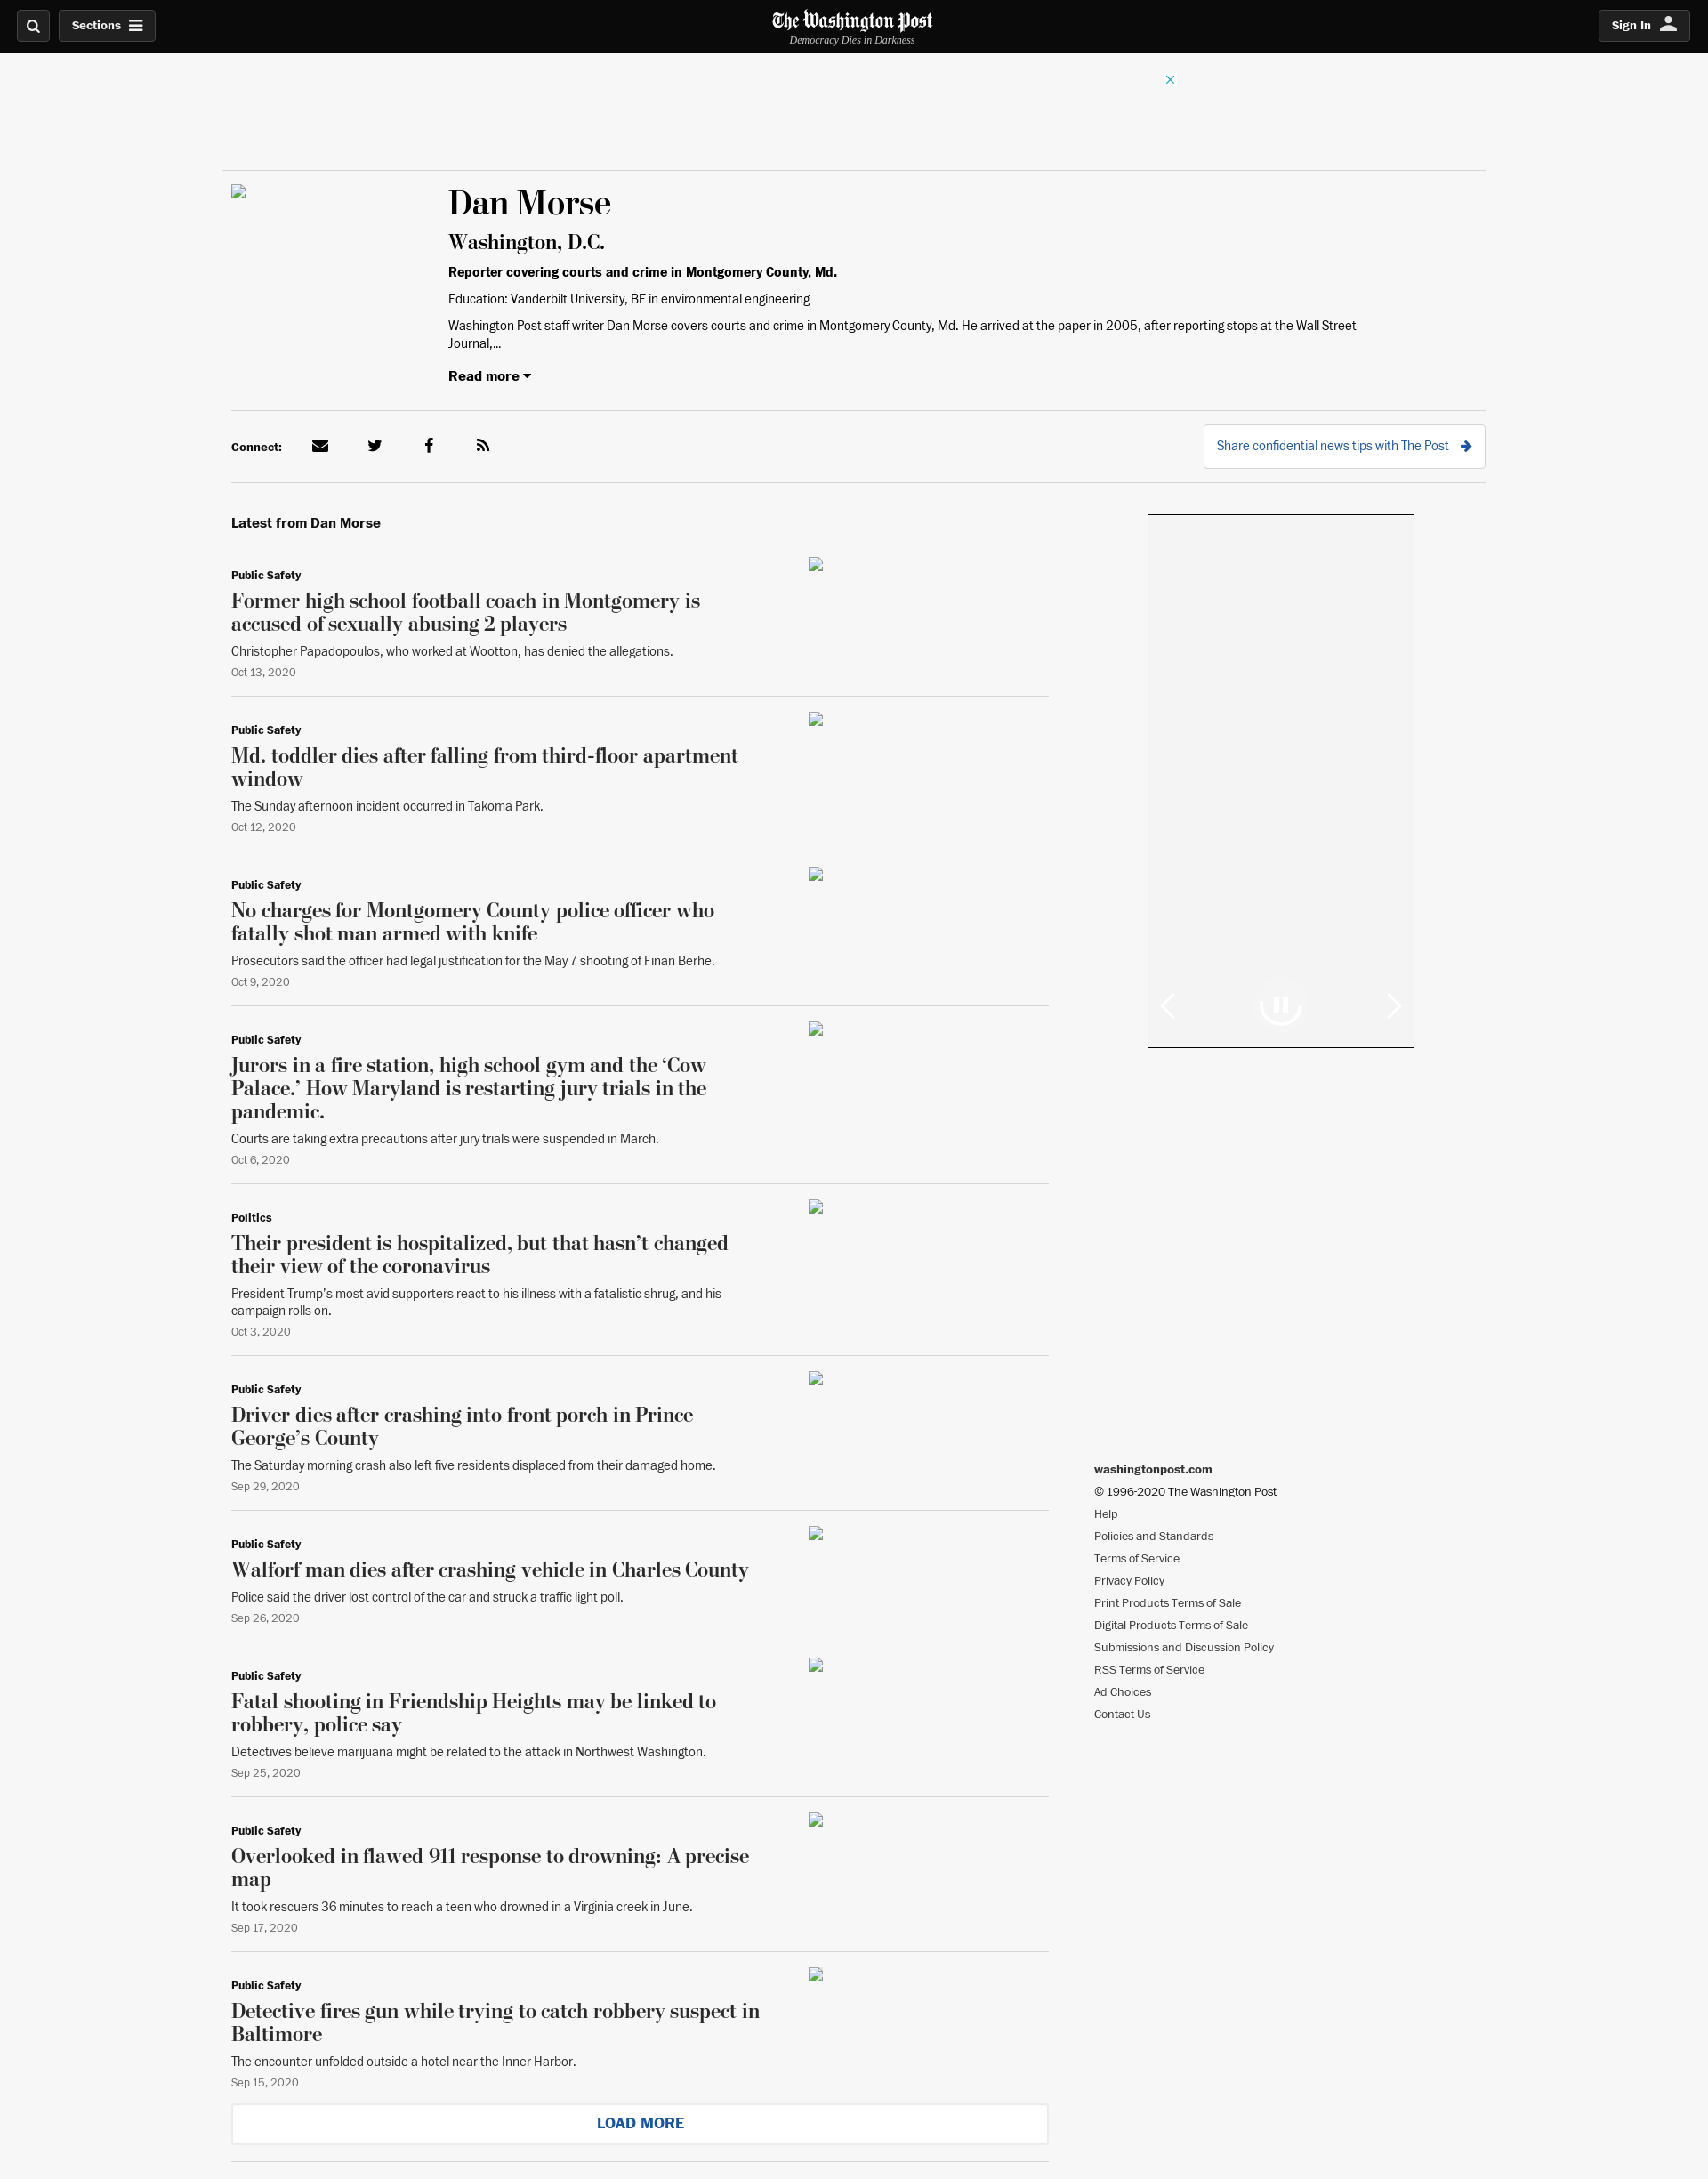 Sections
The Washington Post
Democracy Dies in Darkness
Sign In
Dan Morse
Washington, D.C.
Reporter covering courts and crime in Montgomery County, Md.
Education: Vanderbilt University, BE in environmental engineering
Washington Post staff writer Dan Morse covers courts and crime in Montgomery County, Md. He arrived at the paper in 2005, after reporting stops at the Wall Street
Journal,...
Read more
Connect:
Share confidential news tips with The Post
Latest from Dan Morse
Public Safety
Former high school football coach in Montgomery is
accused of sexually abusing 2 players
Christopher Papadopoulos, who worked at Wootton, has denied the allegations.
Oct 13, 2020
Public Safety
Md. toddler dies after falling from third-floor apartment
window
The Sunday afternoon incident occurred in Takoma Park.
Oct 12, 2020
Public Safety
No charges for Montgomery County police officer who
fatally shot man armed with knife
Prosecutors said the officer had legal justification for the May 7 shooting of Finan Berhe.
Oct 9, 2020
Public Safety
Jurors in a fire station, high school gym and the ‘Cow
Palace.’ How Maryland is restarting jury trials in the
pandemic.
Courts are taking extra precautions after jury trials were suspended in March.
Oct 6, 2020
Politics
Their president is hospitalized, but that hasn’t changed
their view of the coronavirus
President Trump’s most avid supporters react to his illness with a fatalistic shrug, and his
campaign rolls on.
Oct 3, 2020
Public Safety
Driver dies after crashing into front porch in Prince
George’s County
The Saturday morning crash also left five residents displaced from their damaged home.
Sep 29, 2020
Public Safety
Walforf man dies after crashing vehicle in Charles County
Police said the driver lost control of the car and struck a traffic light poll.
Sep 26, 2020
Public Safety
Fatal shooting in Friendship Heights may be linked to
robbery, police say
Detectives believe marijuana might be related to the attack in Northwest Washington.
Sep 25, 2020
Public Safety
Overlooked in flawed 911 response to drowning: A precise
map
It took rescuers 36 minutes to reach a teen who drowned in a Virginia creek in June.
Sep 17, 2020
Public Safety
Detective fires gun while trying to catch robbery suspect in
Baltimore
The encounter unfolded outside a hotel near the Inner Harbor.
Sep 15, 2020
LOAD MORE
washingtonpost.com
© 1996-2020 The Washington Post
Help
Policies and Standards
Terms of Service
Privacy Policy
Print Products Terms of Sale
Digital Products Terms of Sale
Submissions and Discussion Policy
RSS Terms of Service
Ad Choices
Contact Us